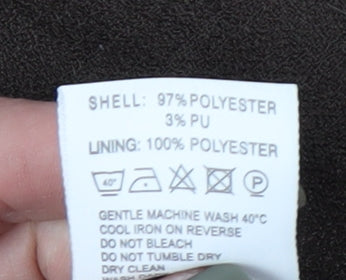 SHELL: 97% POLYESTER
3% PU
LINING: 100% POLYESTER
40°
P
GENTLE MACHINE WASH 40°C
COOL IRON ON REVERSE
DO NOT BLEACH
DO NOT TUMBLE DRY
DRY CLEAN
WASH